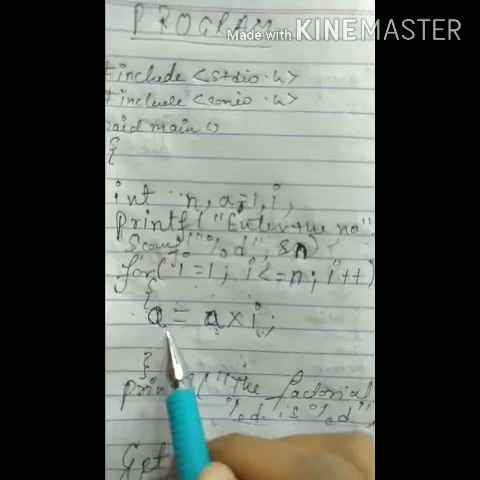 PROGRAM
Made with KINEMASTER
#include <stdio.h>
#include <conio.h>
void main ()
{
int n, a=1, i;
printf("Enter the no"
scanf("%d", &n)
for(i=1; i<=n; i++)
{
a = a × i;
}
("The factorial
%d is %d"
Get